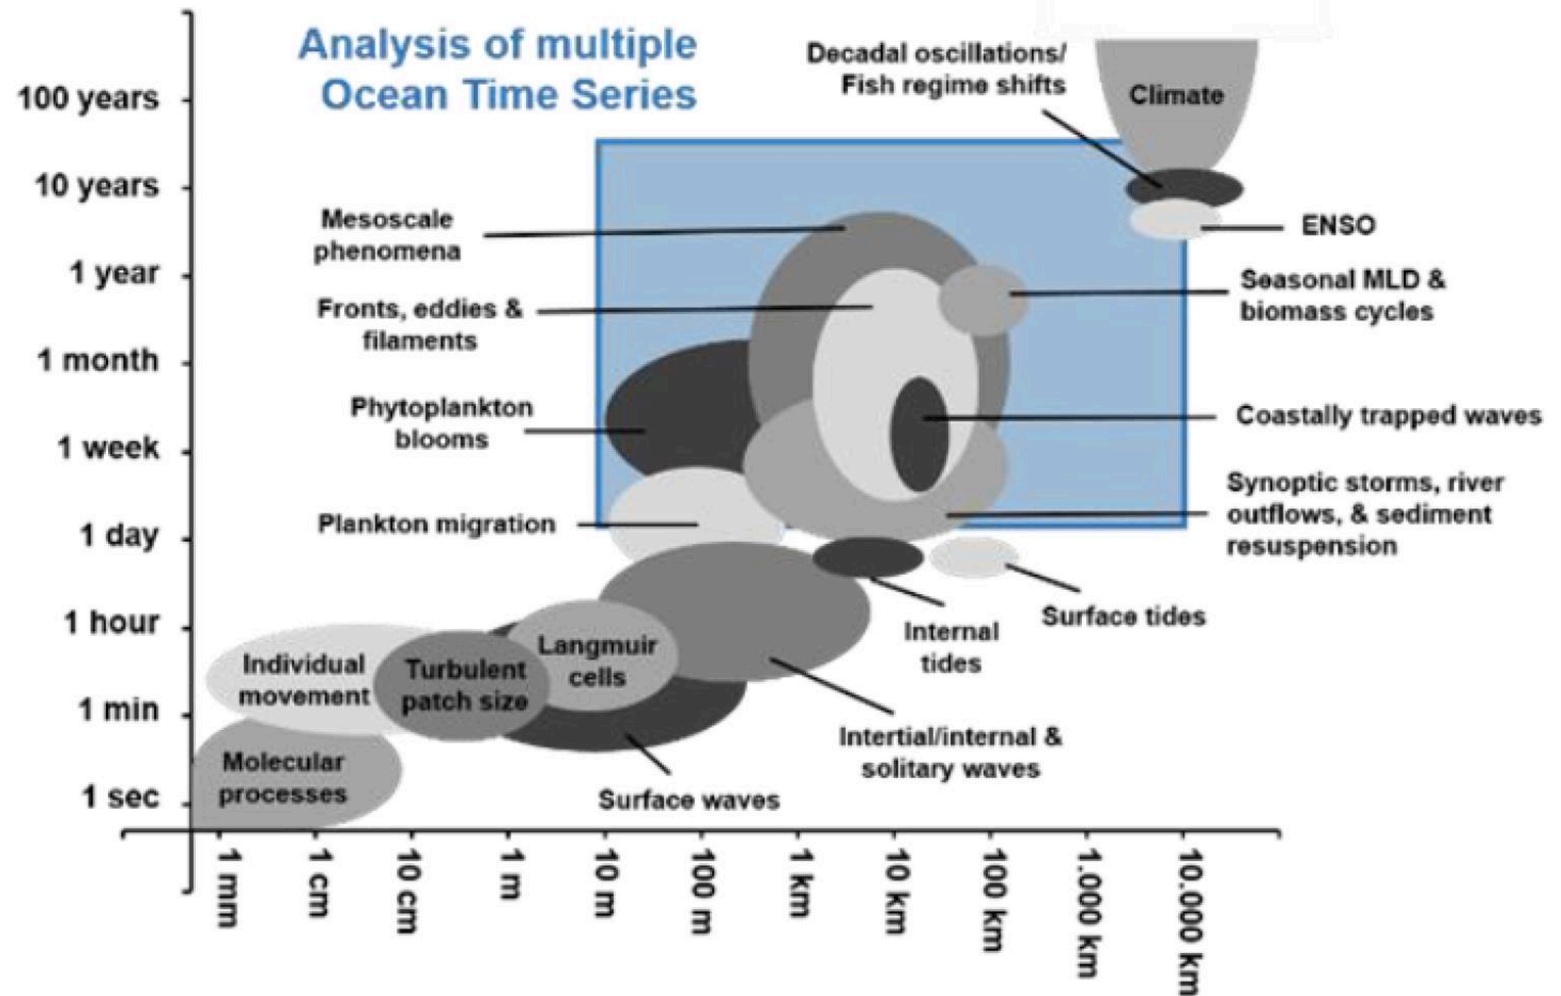 Analysis of multiple
Ocean Time Series
Decadal oscillations/
Fish regime shifts
Climate
100 years
10 years
1 year
1 month
1 week
1 day
1 hour
1 min
1 sec
Mesoscale
phenomena
ENSO
Seasonal MLD &
biomass cycles
Fronts, eddies &
filaments
Phytoplankton
blooms
Coastally trapped waves
Plankton migration
Synoptic storms, river
outflows, & sediment
resuspension
Surface tides
Internal
tides
Individual
movement
Turbulent
patch size
Langmuir
cells
Intertial/internal &
solitary waves
Molecular
processes
Surface waves
1 mm
1 cm
10 cm
1 m
10 m
100 m
1 km
10 km
100 km
1.000 km
10.000 km